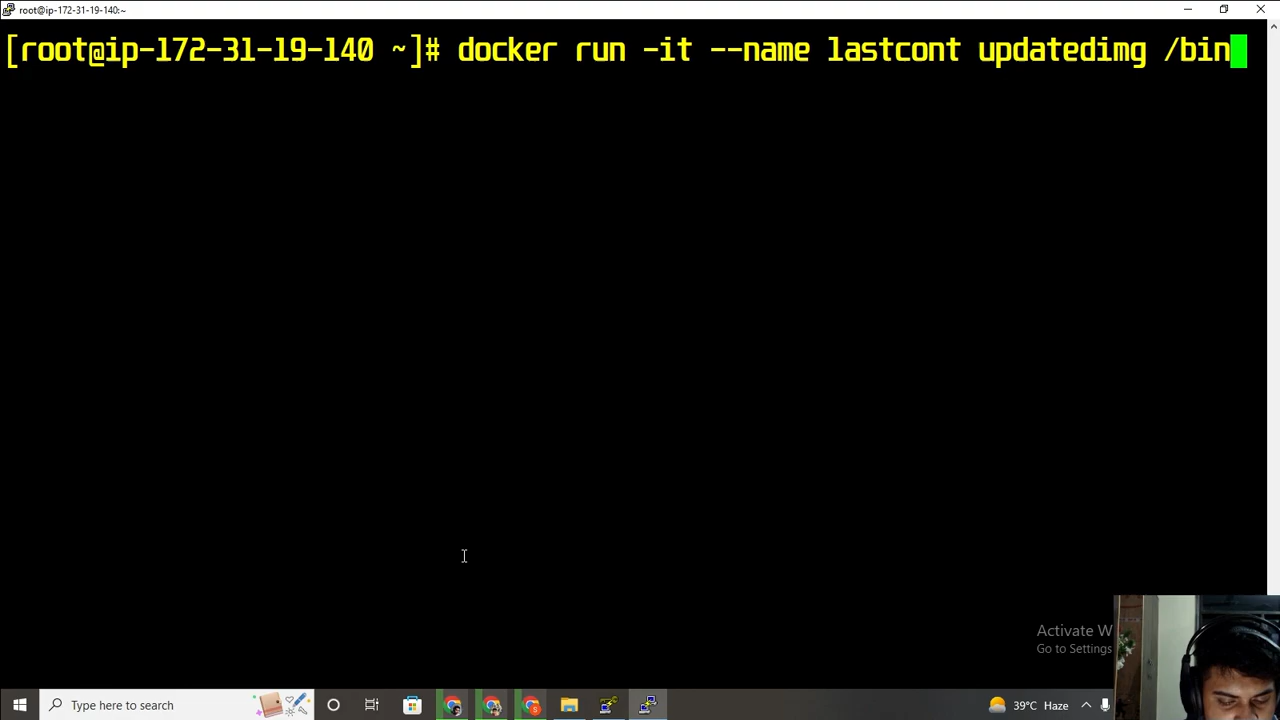 root@ip-172-31-19-140:~
[root@ip-172-31-19-140 ~]# docker run -it --name lastcont updatedimg /bin
Activate W
Go to Settings
Type here to search
39°C Haze